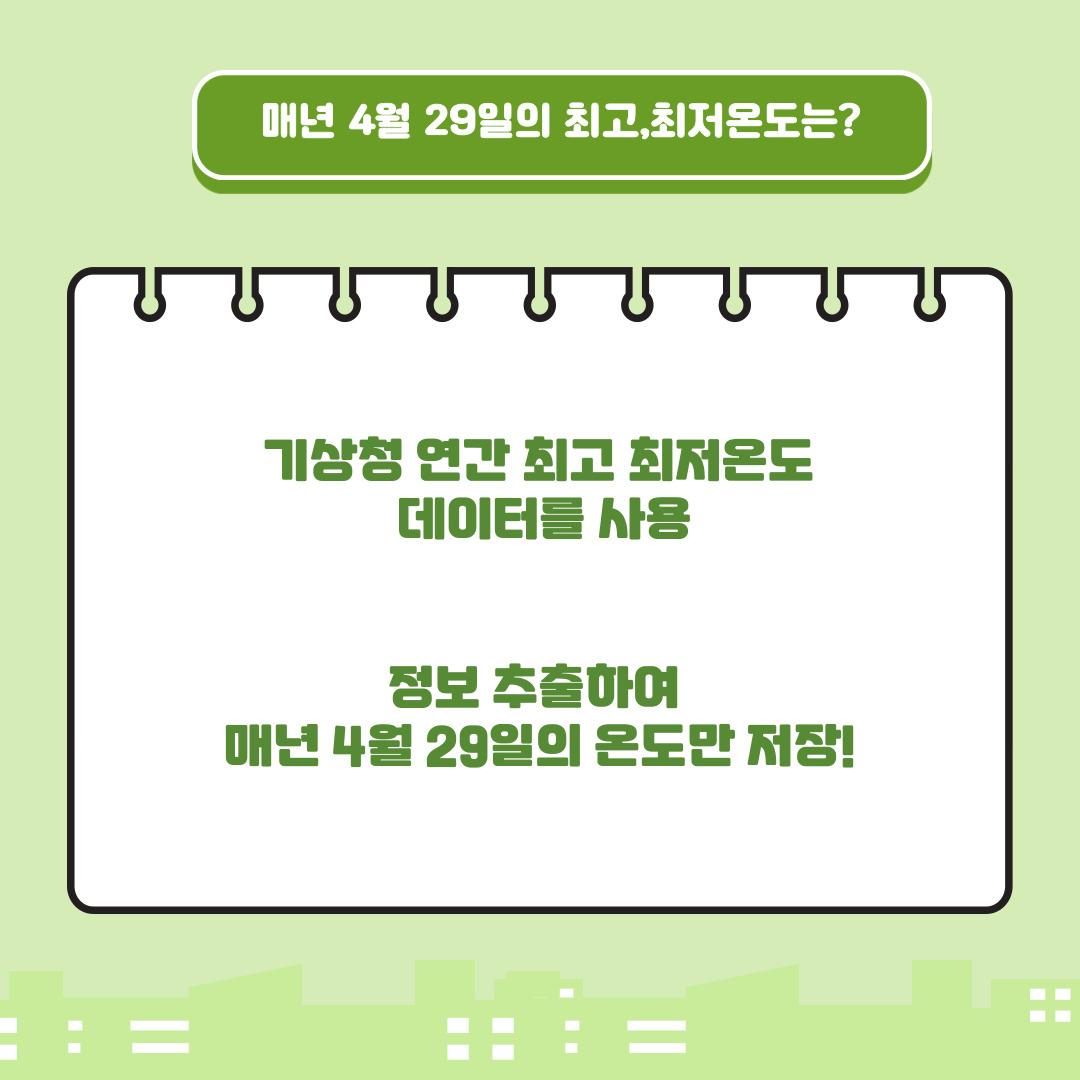 매년 4월 29일의 최고,최저온도는?
기상청 연간 최고 최저온도
데이터를 사용
정보 추출하여
매년 4월 29일의 온도만 저장!